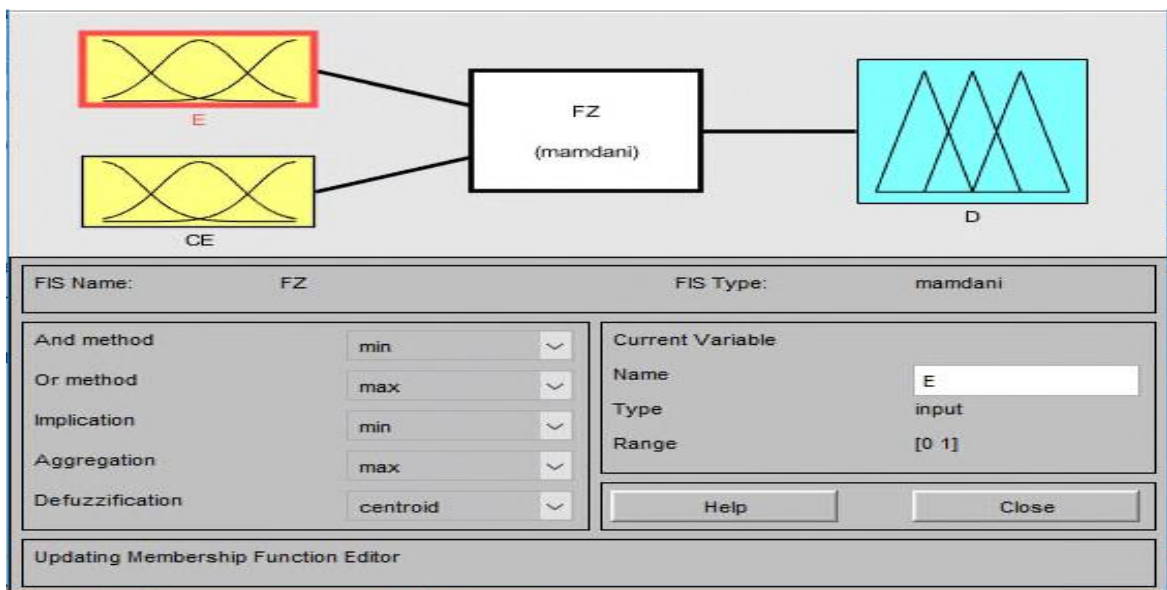 E
FZ
(mamdani)
CE
D
FIS Name: FZ FIS Type: mamdani
And method min
Or method max
Implication min
Aggregation max
Defuzzification centroid
Current Variable
Name E
Type input
Range [0 1]
Help Close
Updating Membership Function Editor